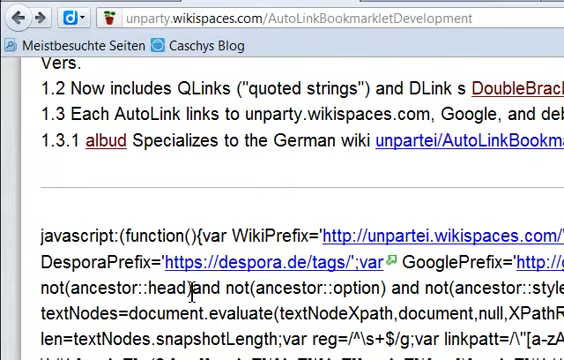 unparty.wikispaces.com/AutoLinkBookmarkletDevelopment
Meistbesuchte Seiten Caschys Blog
Vers.
1.2 Now includes QLinks ("quoted strings") and DLink s DoubleBrac
1.3 Each AutoLink links to unparty.wikispaces.com, Google, and de
1.3.1 albud Specializes to the German wiki unpartei/AutoLinkBookm
javascript:(function(){var WikiPrefix='http://unpartei.wikispaces.com/'
DesporaPrefix='https://despora.de/tags/';var GooglePrefix='http://
not(ancestor::head)and not(ancestor::option) and not(ancestor::style
textNodes=document.evaluate(textNodeXpath,document,null,XPathR
len=textNodes.snapshotLength;var reg=/^\s+$/g;var linkpatt=/\"[a-zA